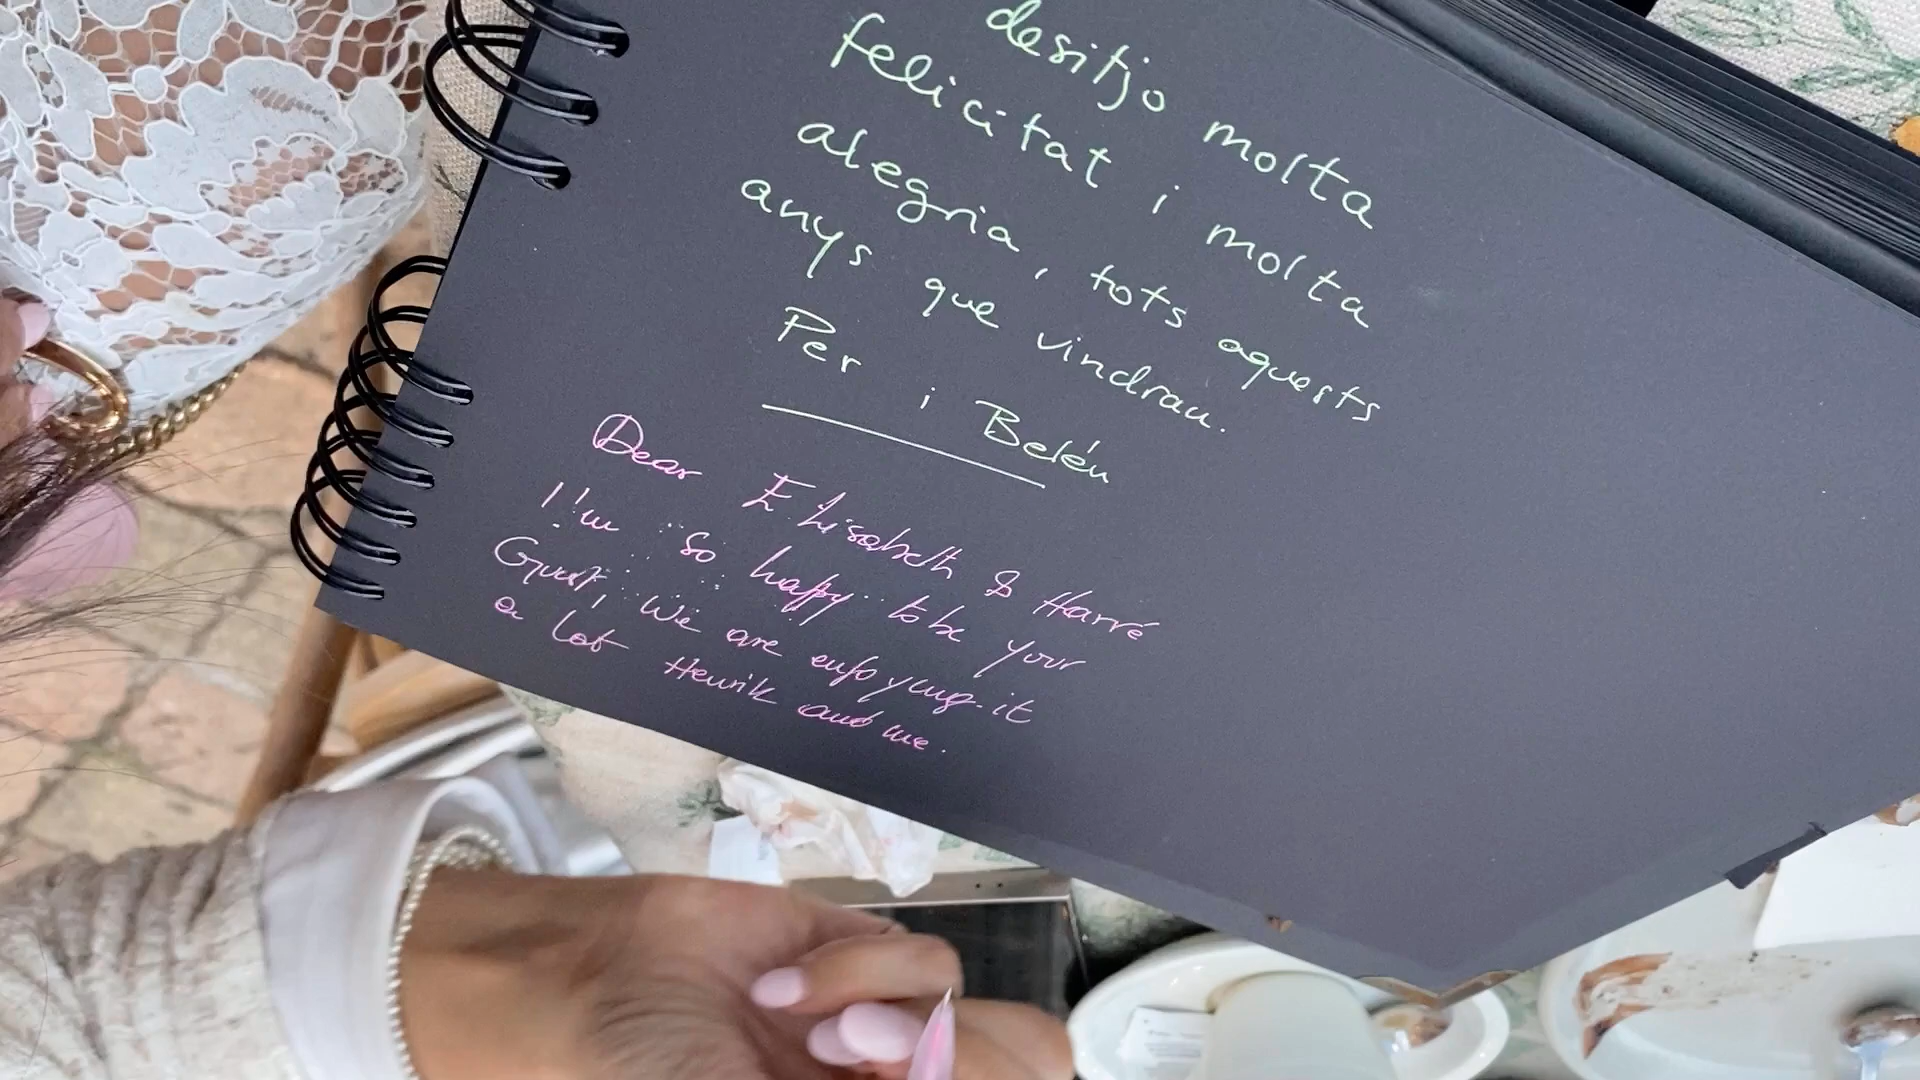 desitjo molta
felicitat i molta
alegria, tots aquests
anys que vindrau.
Per i Belén
Dear Elisabeth & Harré
I'm so happy to be your
Guest, We are enjoying it
a lot Henrik and me.